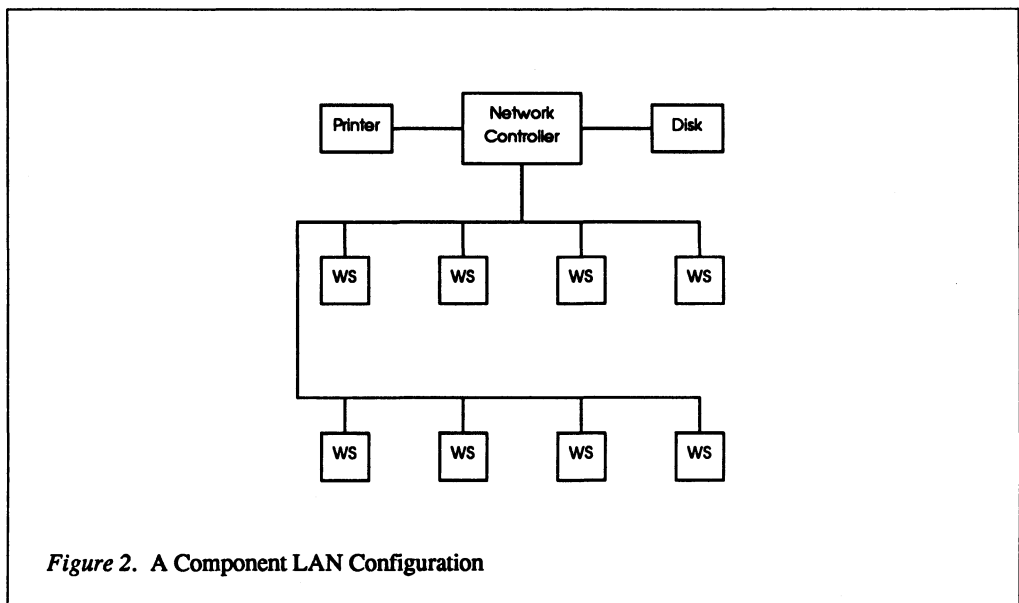 Printer
Network
Controller
Disk
WS
WS
WS
WS
WS
WS
WS
WS
Figure 2. A Component LAN Configuration